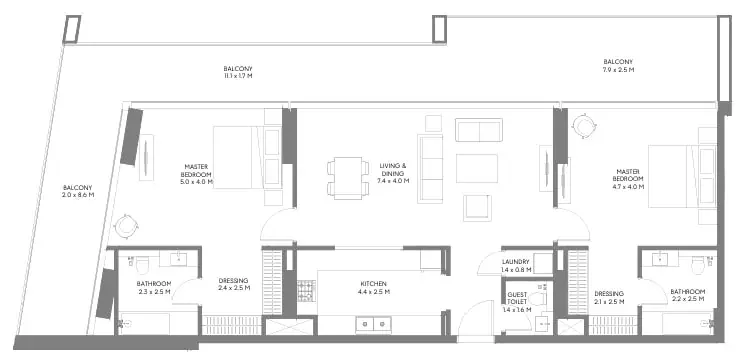 BALCONY
11.1 x 1.7 M
BALCONY
7.9 x 2.5 M
MASTER
BEDROOM
5.0 x 4.0 M
LIVING &
DINING
7.4 x 4.0 M
MASTER
BEDROOM
4.7 x 4.0 M
BALCONY
2.0 x 8.6 M
LAUNDRY
1.4 x 0.8 M
BATHROOM
2.3 x 2.5 M
DRESSING
2.4 x 2.5 M
KITCHEN
4.4 x 2.5 M
GUEST
TOILET
1.4 x 1.6 M
DRESSING
2.1 x 2.5 M
BATHROOM
2.2 x 2.5 M